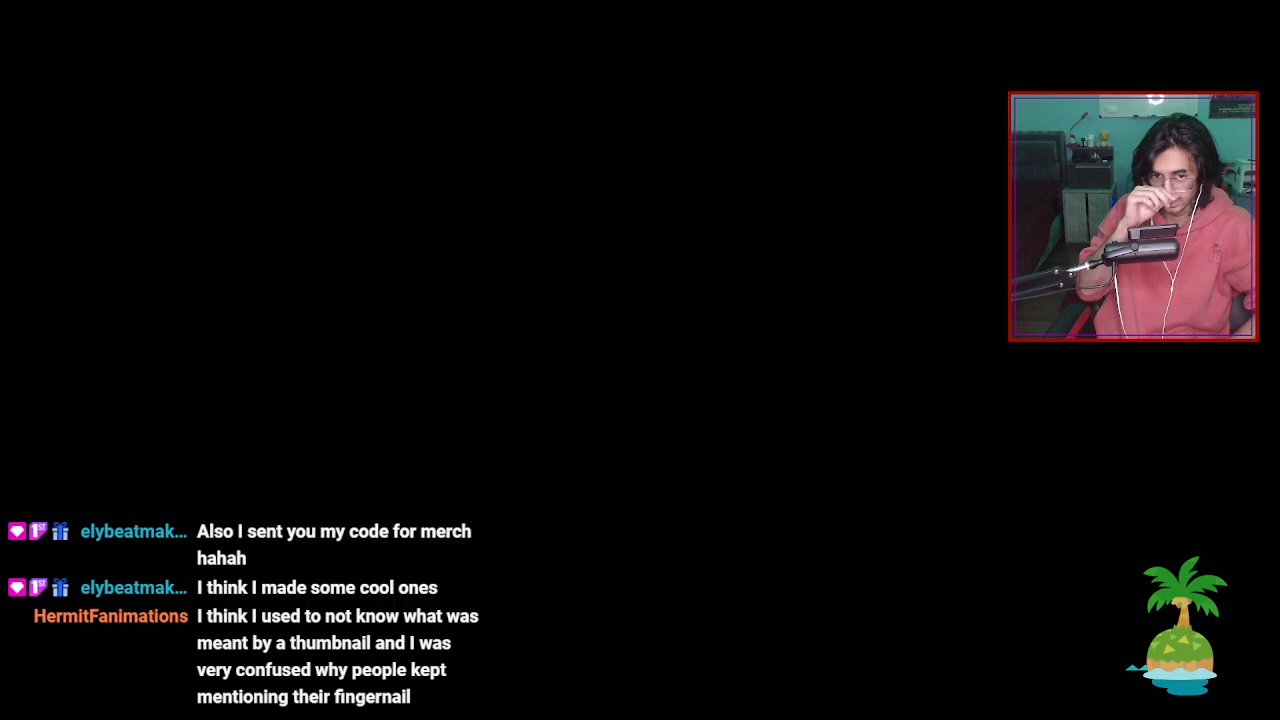 elybeatmak... Also I sent you my code for merch
hahah
elybeatmak... I think I made some cool ones
HermitFanimations I think I used to not know what was
meant by a thumbnail and I was
very confused why people kept
mentioning their fingernail